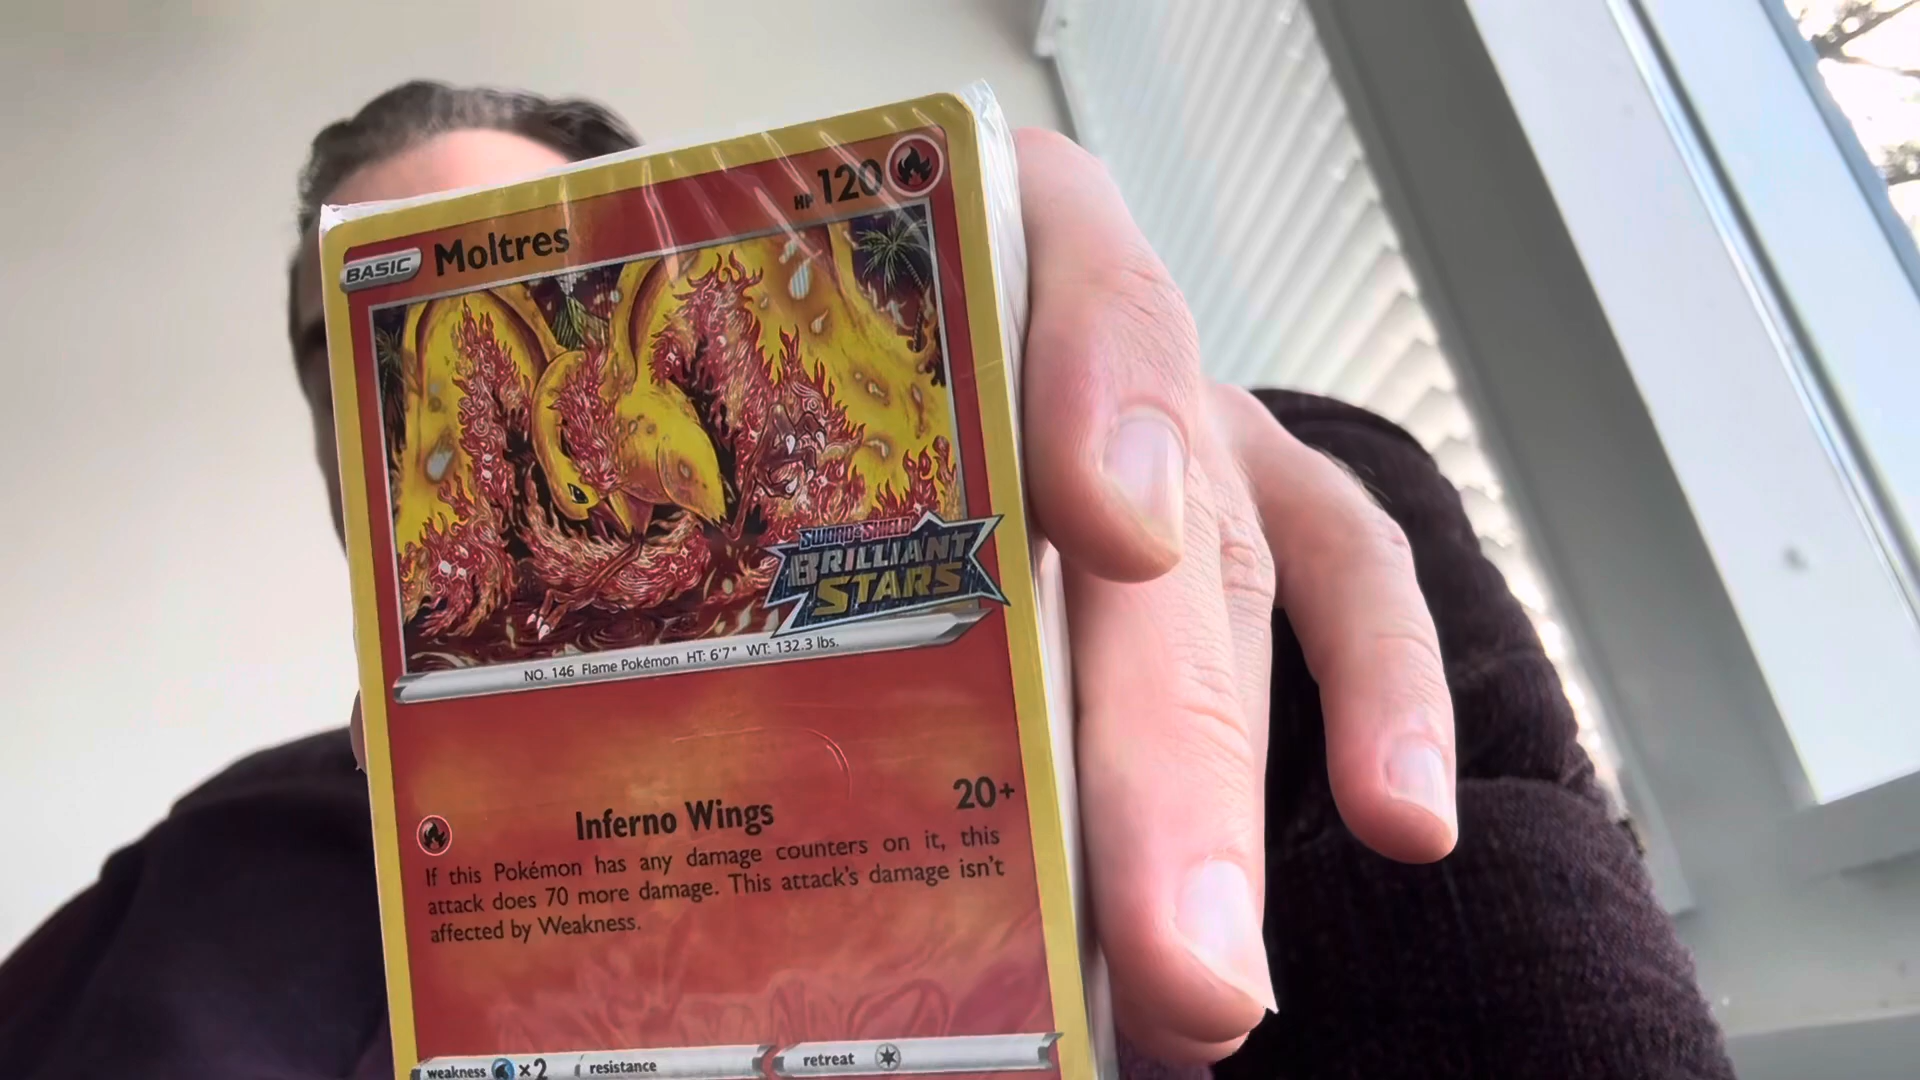 BASIC Moltres HP 120
SWORD & SHIELD
BRILLIANT
STARS
NO. 146 Flame Pokémon HT: 6'7" WT: 132.3 lbs.
Inferno Wings 20+
If this Pokémon has any damage counters on it, this
attack does 70 more damage. This attack's damage isn't
affected by Weakness.
weakness ×2 resistance retreat